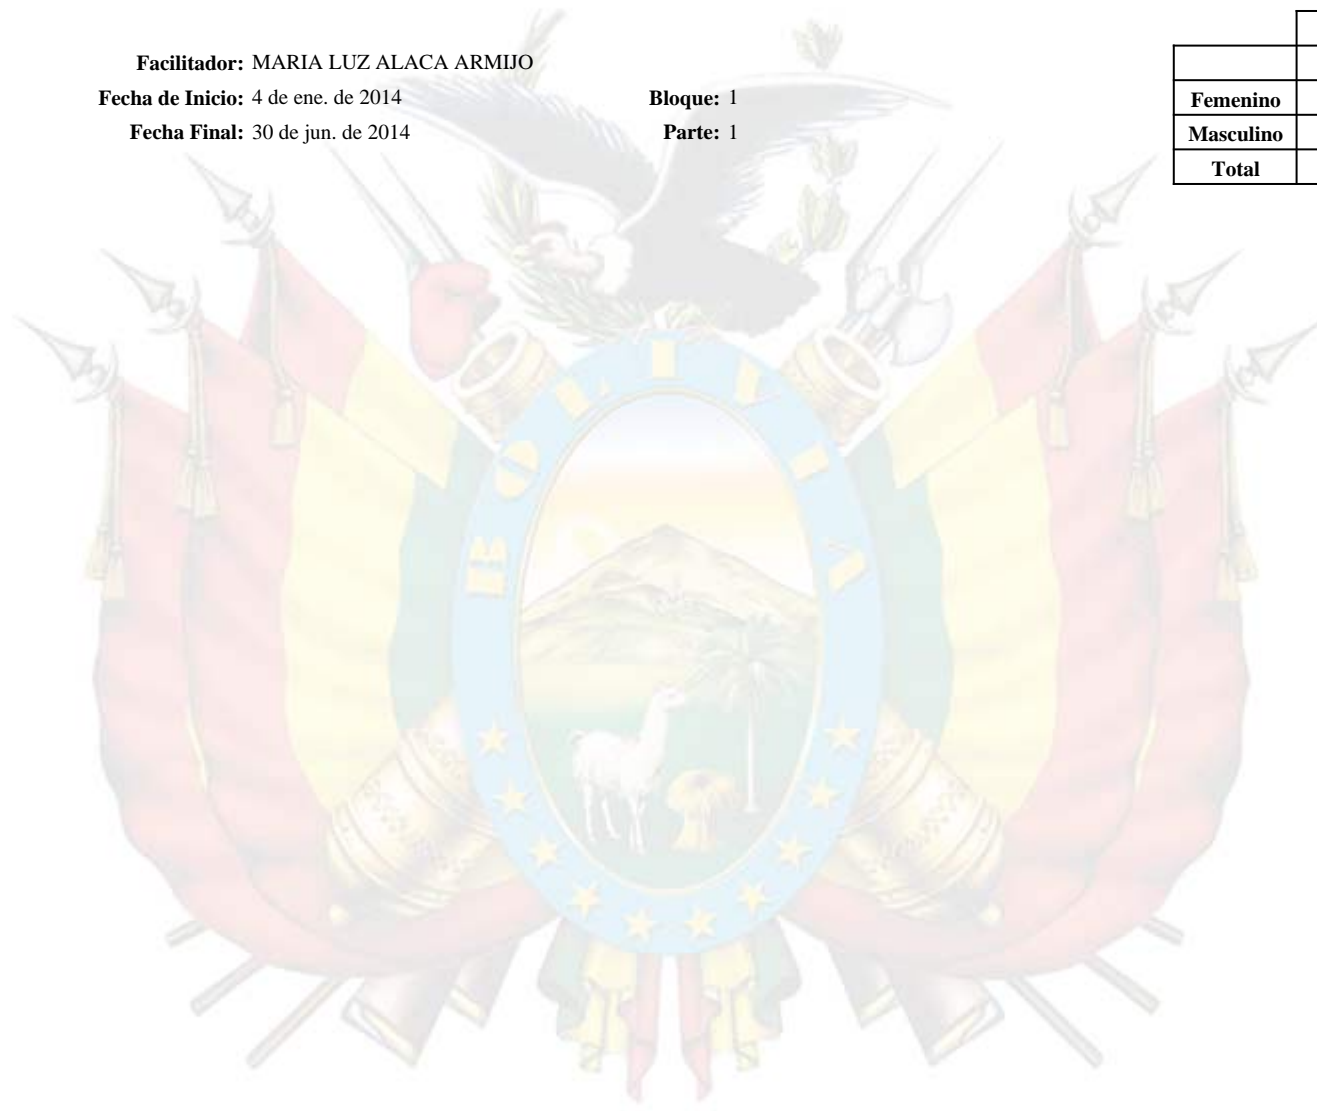 Facilitador: MARIA LUZ ALACA ARMIJO
Fecha de Inicio: 4 de ene. de 2014 Bloque: 1
Fecha Final: 30 de jun. de 2014 Parte: 1
Femenino
Masculino
Total
BOLIVIA